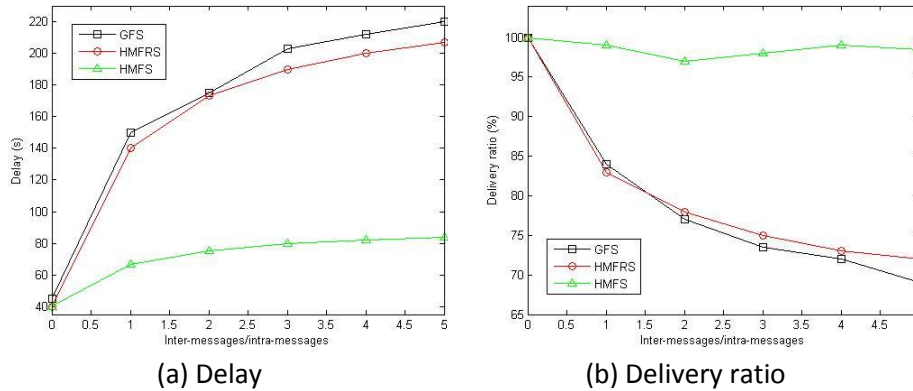 220
200
180
160
140
120
100
80
60
40
Delay (s)
GFS
HMFRS
HMFS
0 0.5 1 1.5 2 2.5 3 3.5 4 4.5 5
Inter-messages/intra-messages
(a) Delay
100
95
90
85
80
75
70
65
Delivery ratio (%)
GFS
HMFRS
HMFS
0 0.5 1 1.5 2 2.5 3 3.5 4 4.5
Inter-messages/intra-messages
(b) Delivery ratio